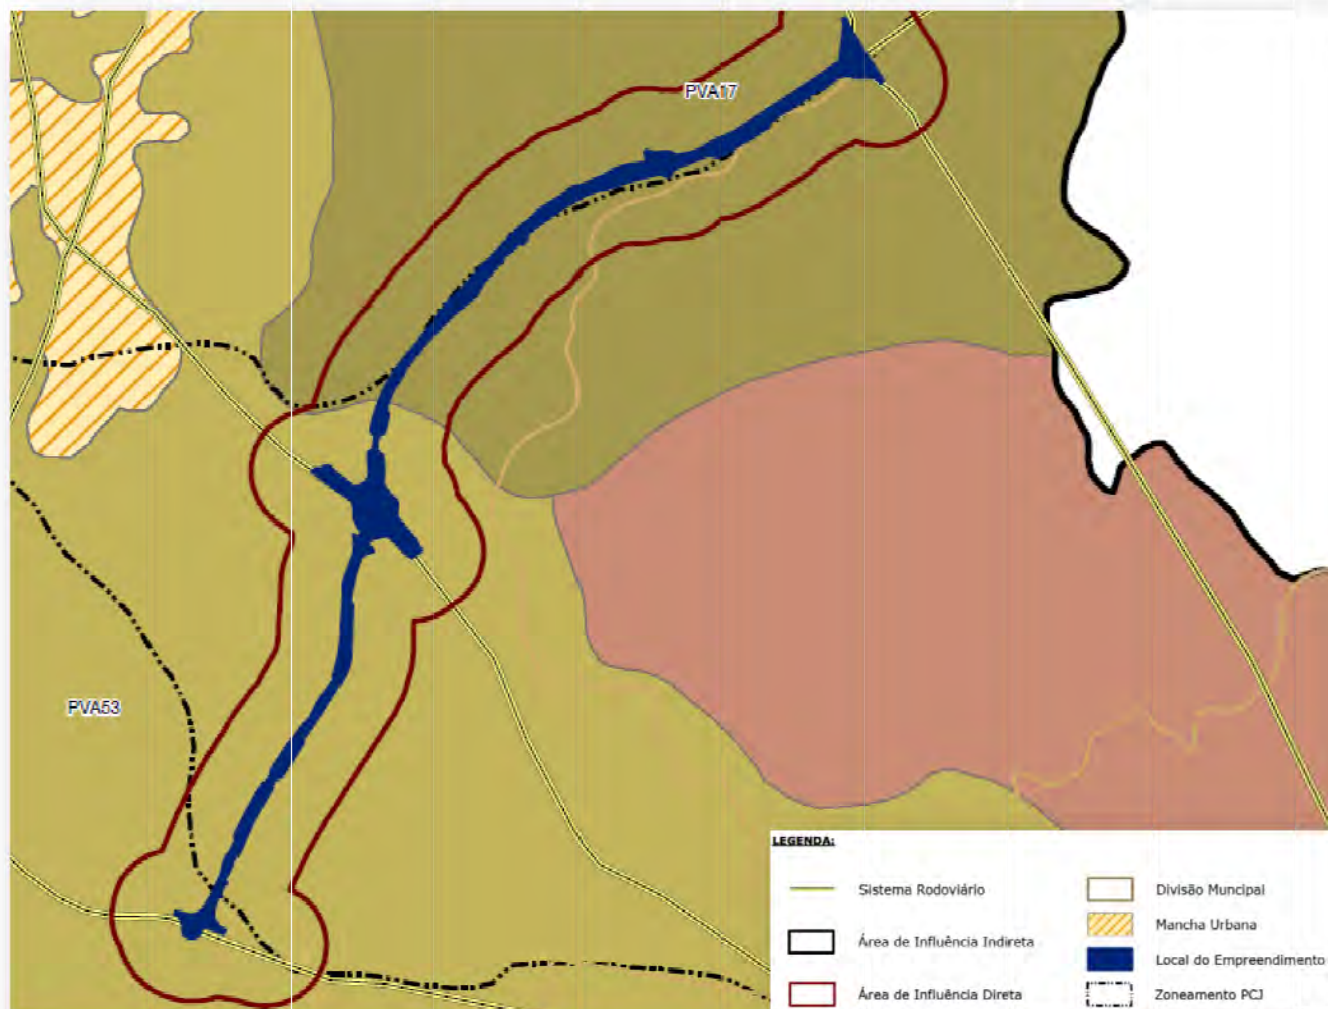 PVA17
PVA53
LEGENDA:
Sistema Rodoviário
Área de Influência Indireta
Área de Influência Direta
Divisão Muncipal
Mancha Urbana
Local do Empreendimento
Zoneamento PCJ